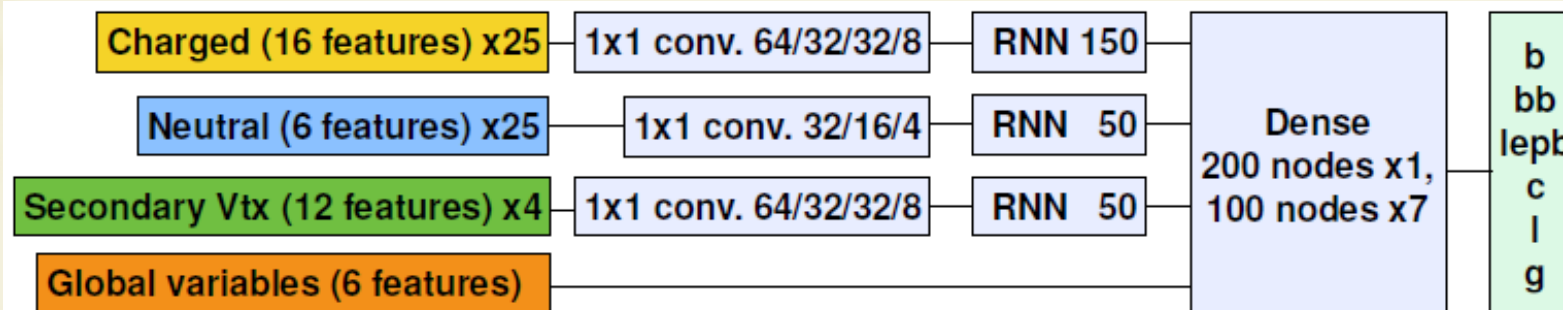 Charged (16 features) x25
1x1 conv. 64/32/32/8
RNN 150
Neutral (6 features) x25
1x1 conv. 32/16/4
RNN 50
Secondary Vtx (12 features) x4
1x1 conv. 64/32/32/8
RNN 50
Global variables (6 features)
Dense
200 nodes x1,
100 nodes x7
b
bb
lepb
c
l
g